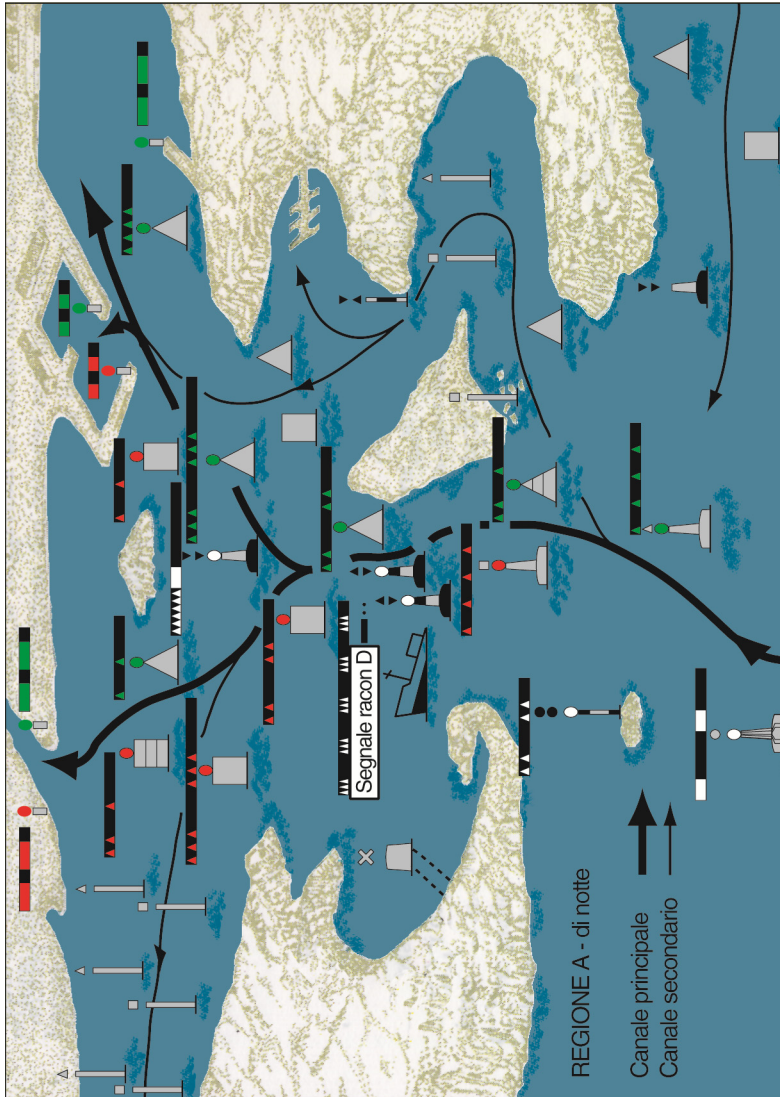 Segnale racon D
REGIONE A - di notte
Canale principale
Canale secondario